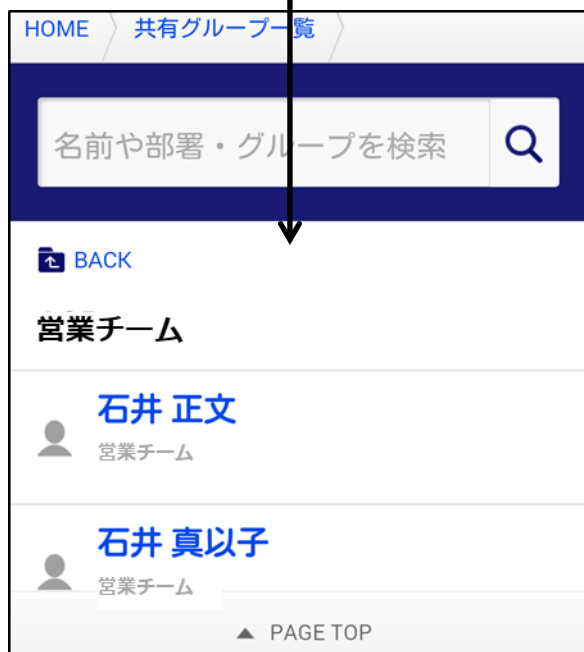 HOME 共有グループ一覧
名前や部署・グループを検索
BACK
営業チーム
石井 正文
営業チーム
石井 真以子
営業チーム
▲ PAGE TOP